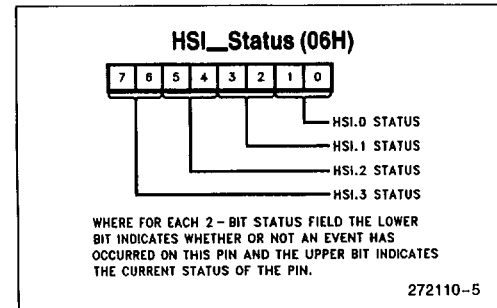 HSI_Status (06H)
7 6 5 4 3 2 1 0
HSI.0 STATUS
HSI.1 STATUS
HSI.2 STATUS
HSI.3 STATUS
WHERE FOR EACH 2-BIT STATUS FIELD THE LOWER
BIT INDICATES WHETHER OR NOT AN EVENT HAS
OCCURRED ON THIS PIN AND THE UPPER BIT INDICATES
THE CURRENT STATUS OF THE PIN.
272110-5